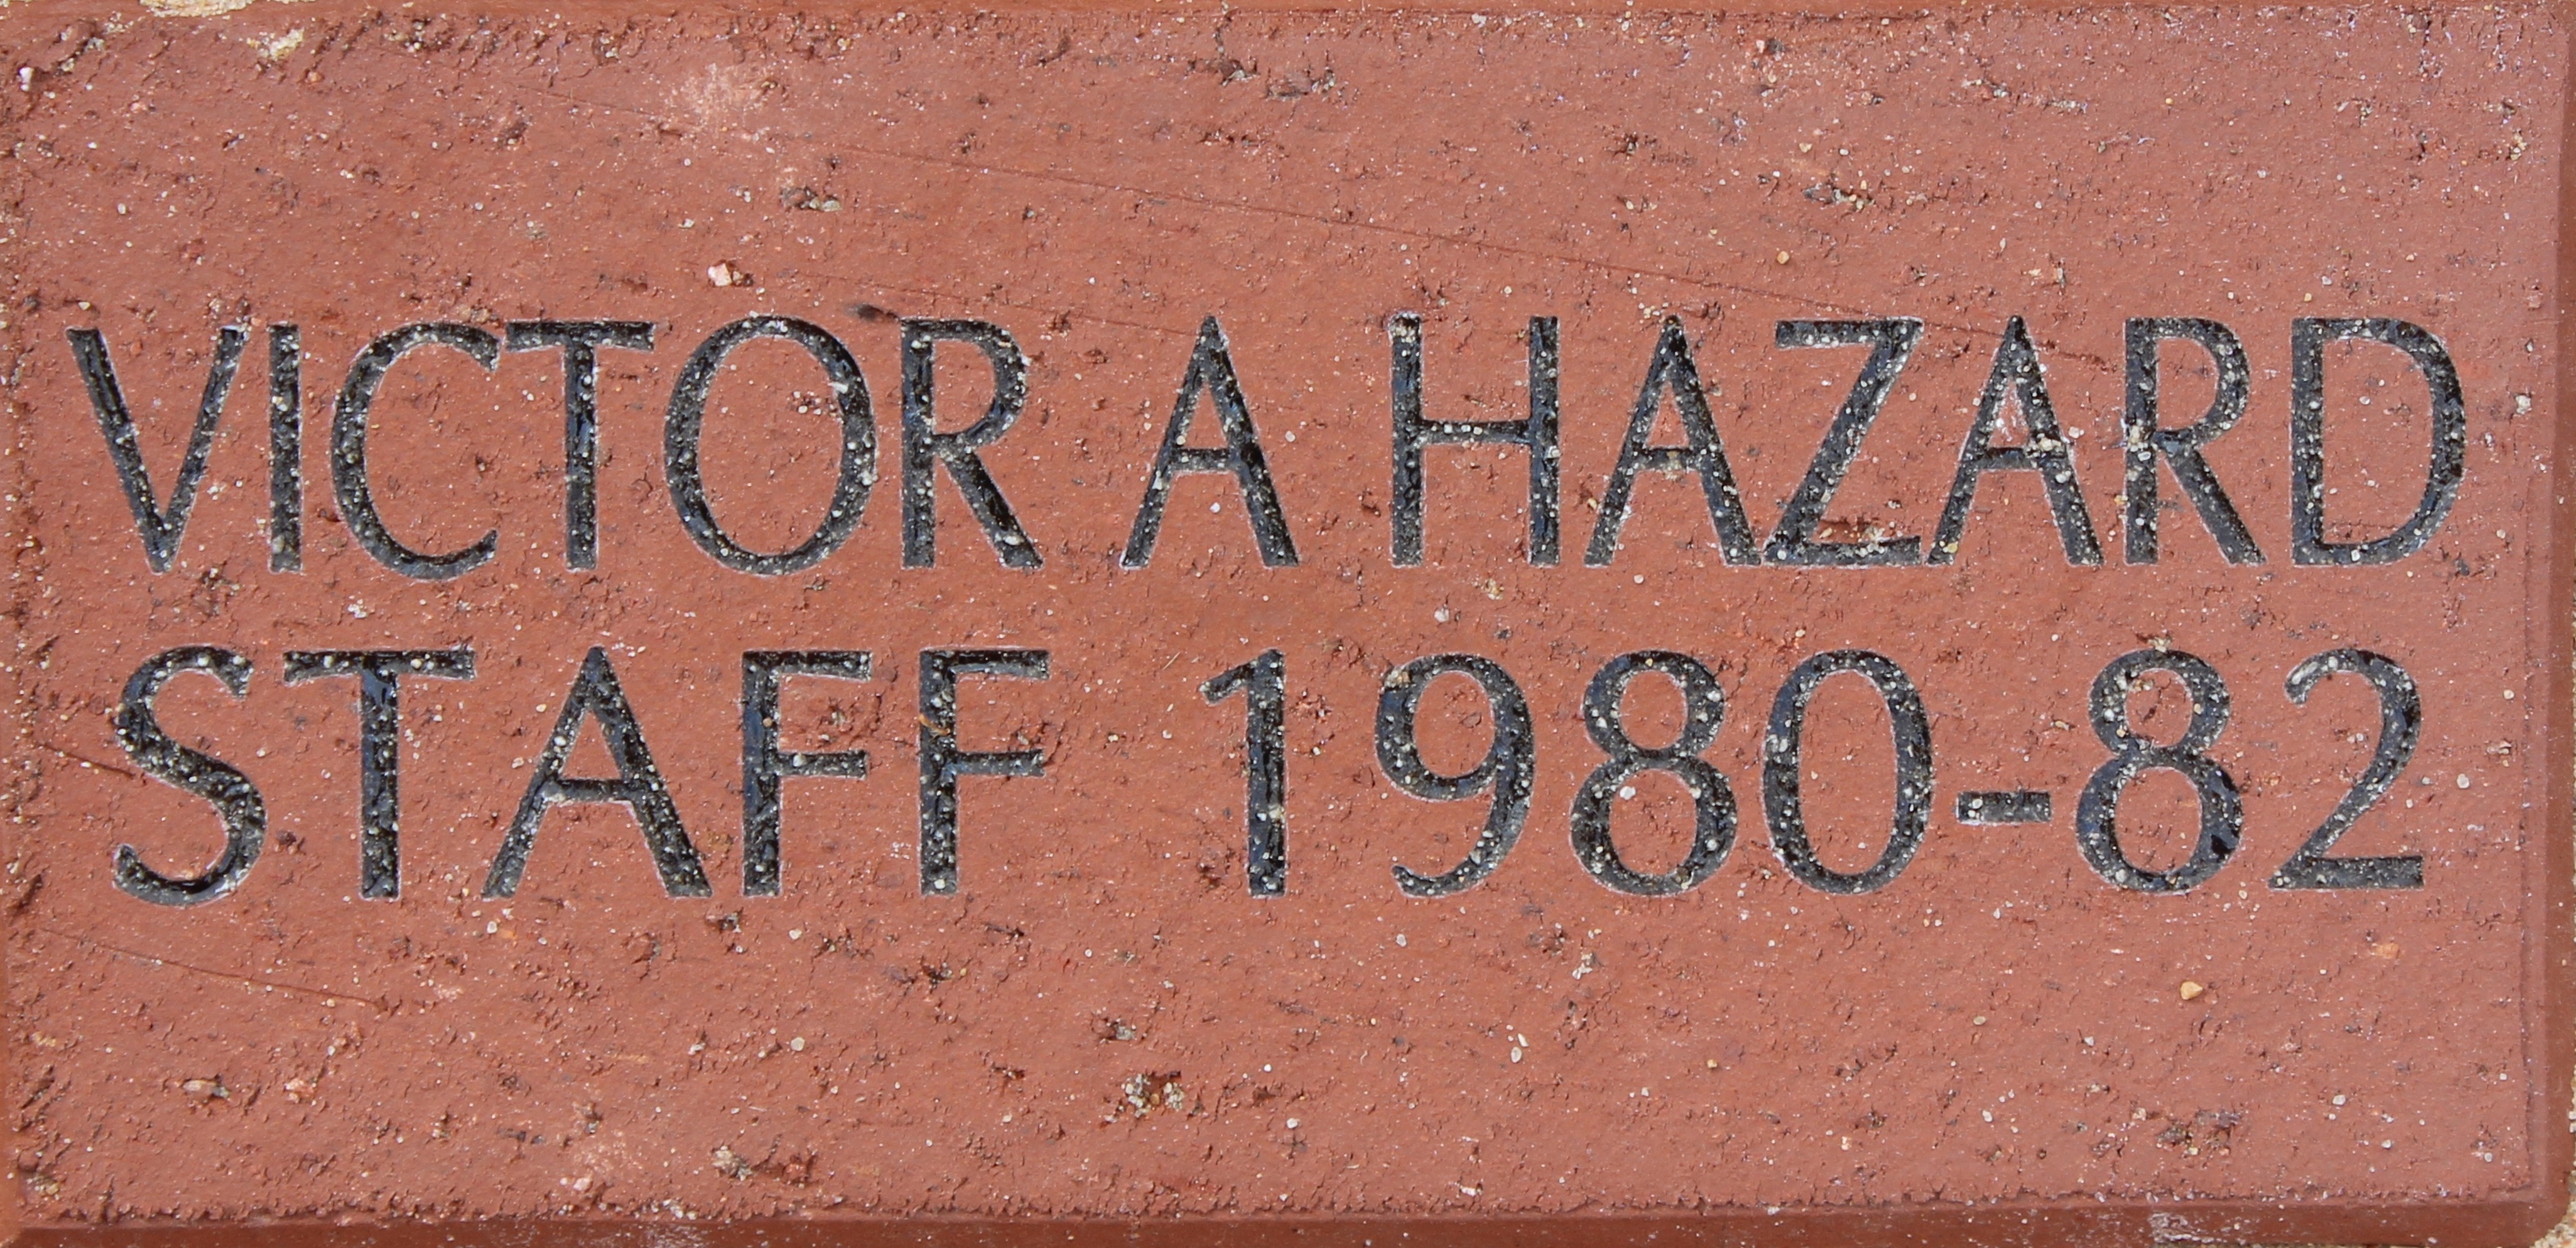 VICTOR A HAZARD
STAFF 1980-82